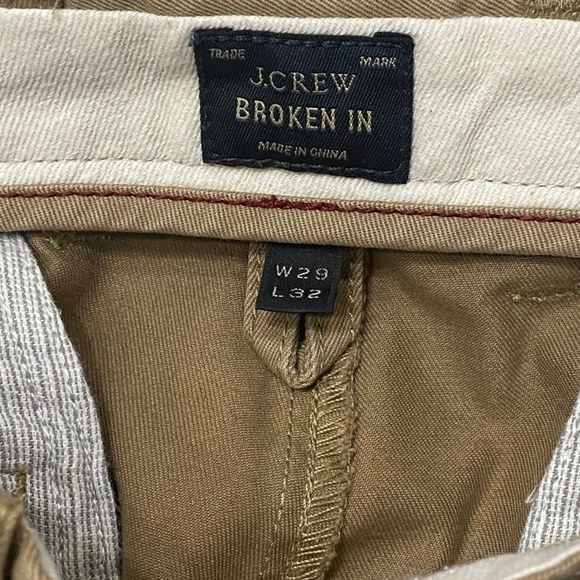 TRADE MARK
J.CREW
BROKEN IN
MADE IN CHINA
W29
L32